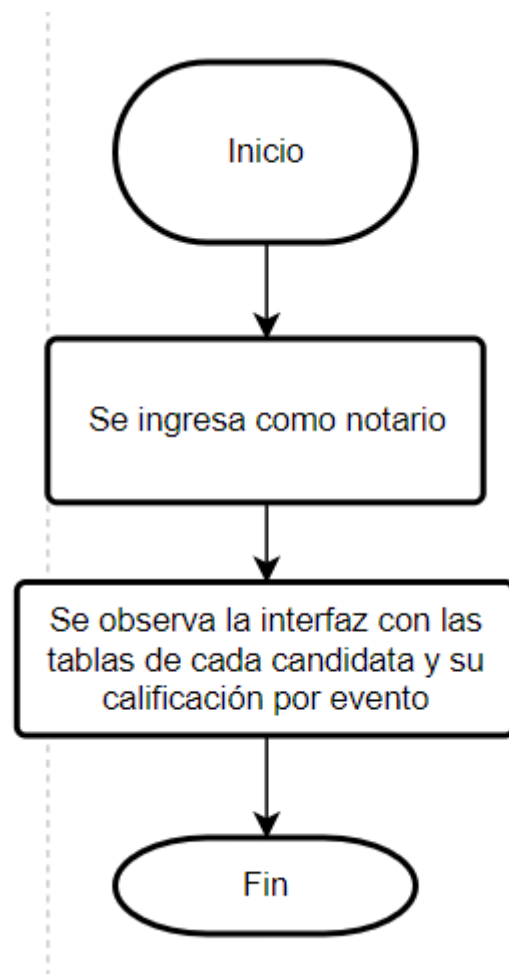 Inicio
Se ingresa como notario
Se observa la interfaz con las
tablas de cada candidata y su
calificación por evento
Fin